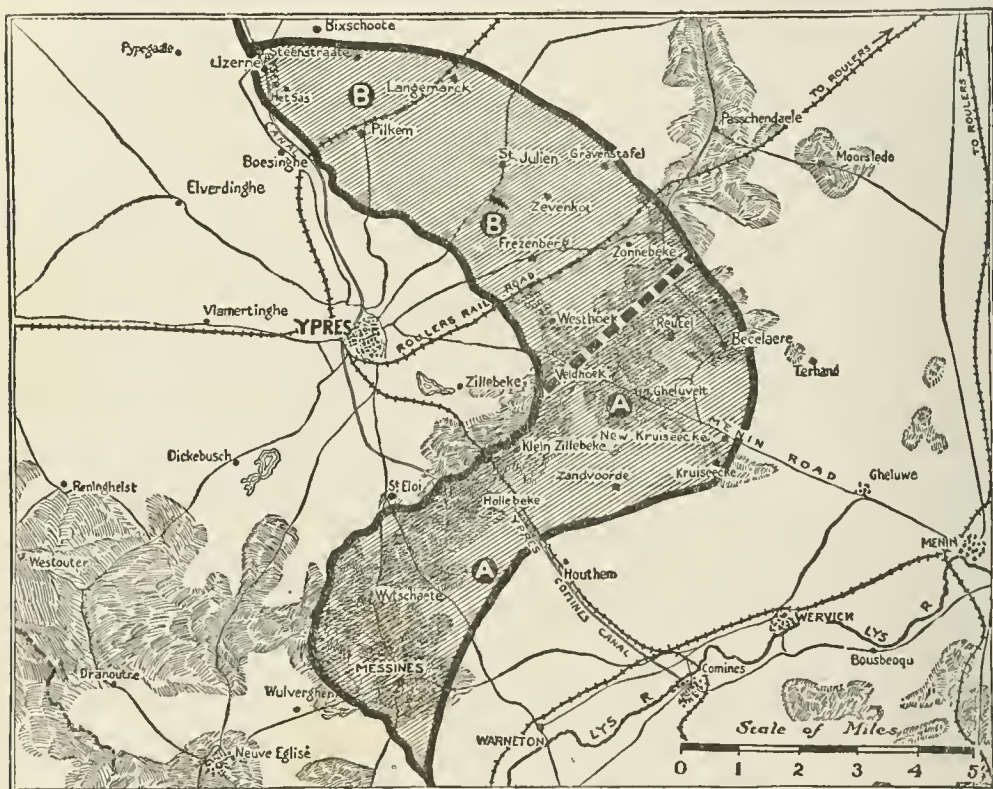 Bixschoote
Pypegaale
Lizerne
Steenstraate
Het Sas
B
Langemarck
TO ROULERS
TO ROULERS
CANAL
Pilkem
Passchendaele
Boesinghe
St Julien
Gravenstafel
Moorslede
Elverdinghe
Zevenkot
B
Frezenberg
Zonnebeke
Vlamertinghe
YPRES
ROULERS RAIL ROAD
Westhoek
Reutel
Becelaere
Terhand
Zillebeke
Veldhoek
Gheluvelt
A
MENIN ROAD
Klein Zillebeke
New Kruiseecke
Dickebusch
Kruiseecke
Gheluwe
Reninghelst
St Eloi
Zandvoorde
Hollebeke
YPRES
COMINES CANAL
MENIN
Westouter
A
Houthem
Wytschaete
WERVICK
LYS R
Bousbecqu
MESSINES
Comines
Dranoutre
Wulverghem
LYS R
Neuve Eglise
WARNETON
Scale of Miles
0 1 2 3 4 5